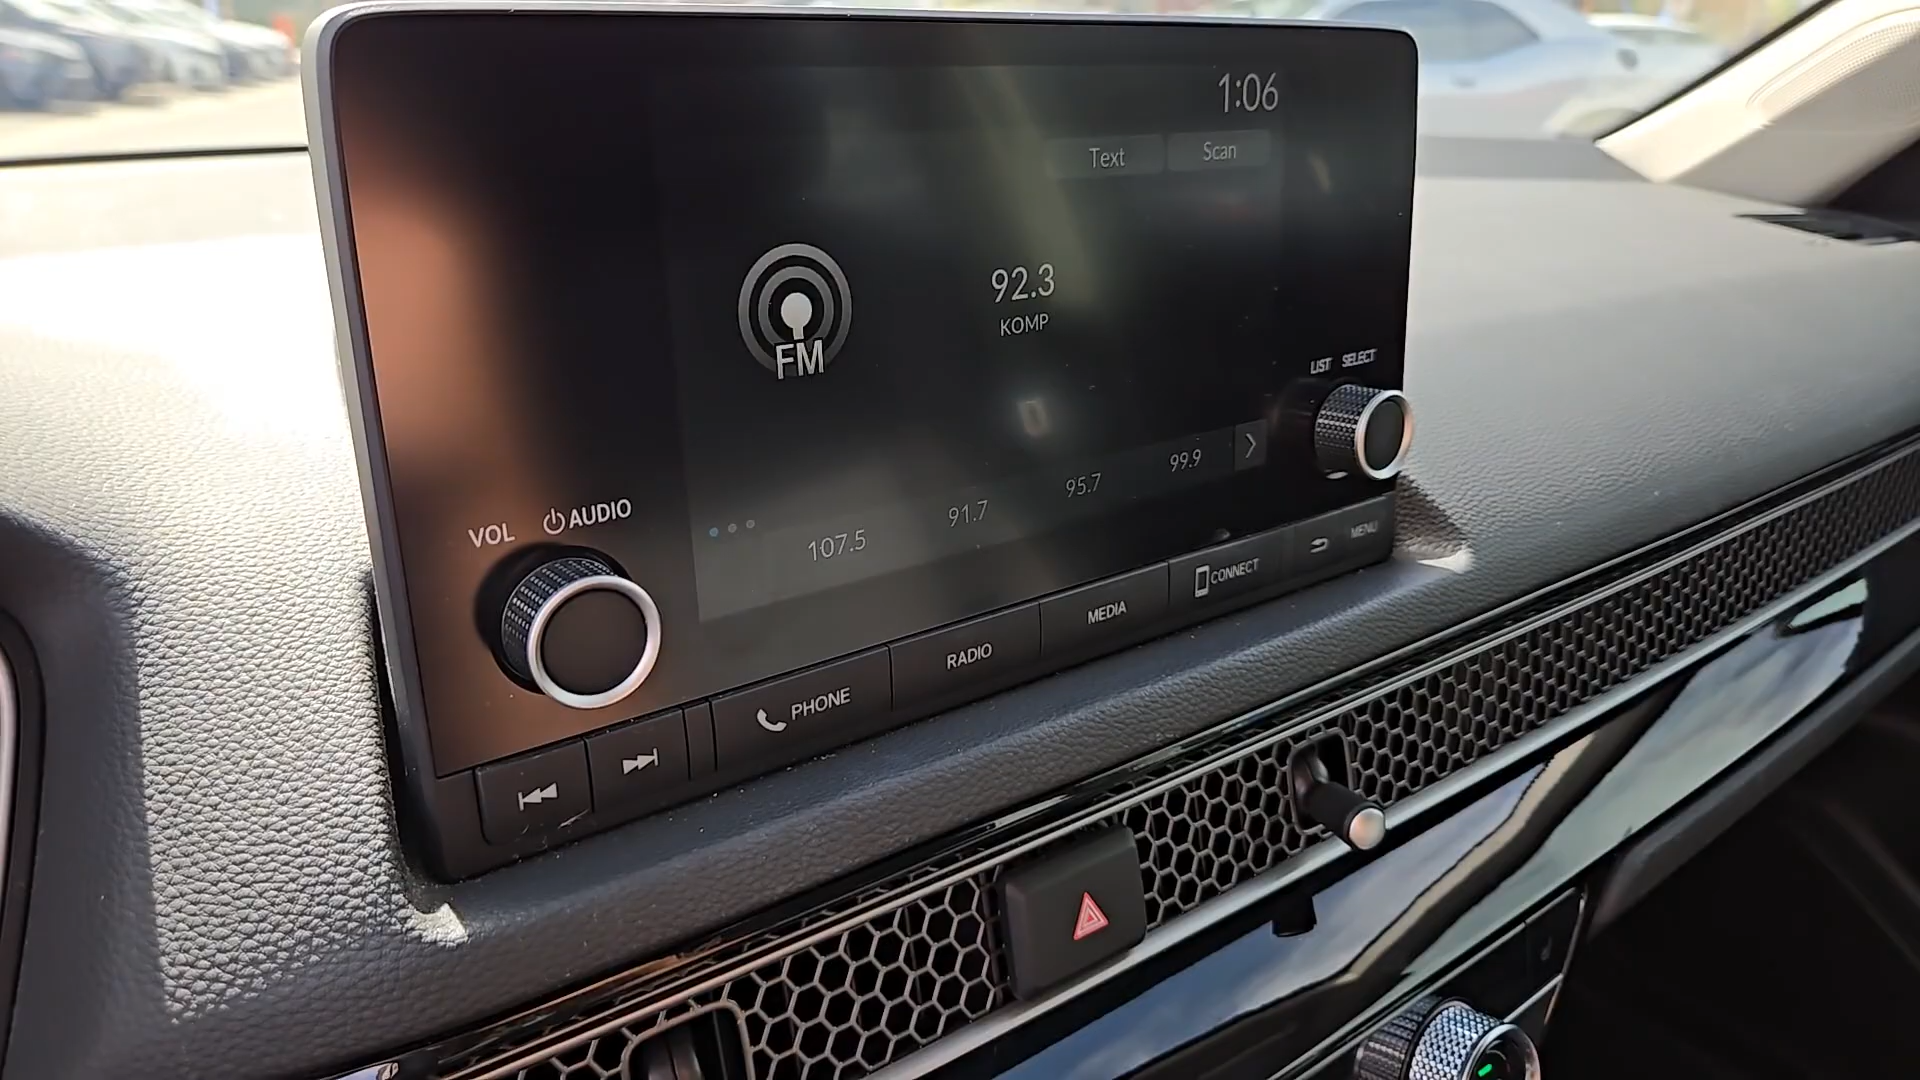 1:06
Text Scan
92.3
KOMP
FM
LIST SELECT
107.5 91.7 95.7 99.9
VOL AUDIO
PHONE RADIO MEDIA CONNECT MENU